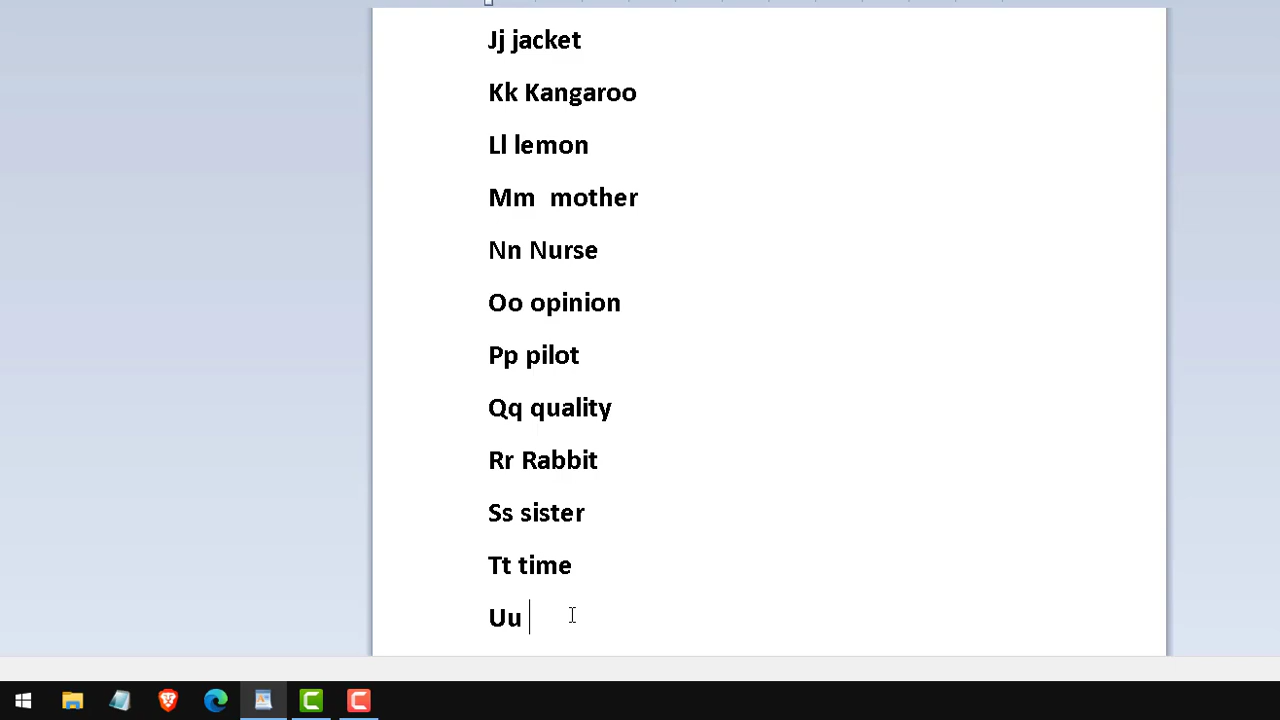 Jj jacket
Kk Kangaroo
Ll lemon
Mm  mother
Nn Nurse
Oo opinion
Pp pilot
Qq quality
Rr Rabbit
Ss sister
Tt time
Uu